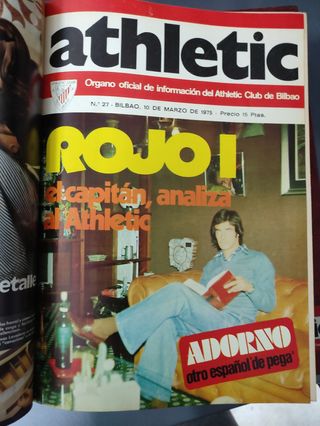 athletic
Organo oficial de información del Athletic Club de Bilbao
N.º 27 - BILBAO, 10 DE MARZO DE 1975 - Precio 15 Ptas.
ROJO I
el capitán, analiza
al Athletic
ADORNO
otro español "de pega"
etalle